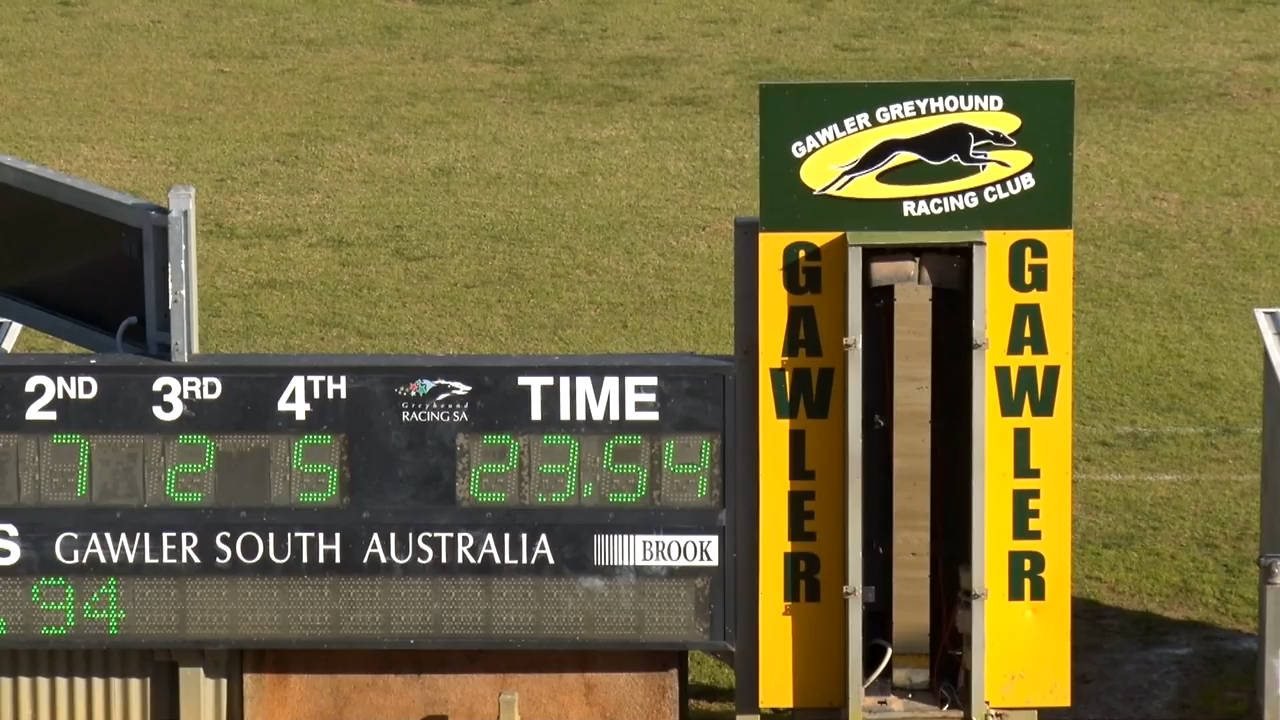 GAWLER GREYHOUND
RACING CLUB
GAWLER
GAWLER
2ND 3RD 4TH Greyhound RACING SA TIME
7 2 5 23.54
S GAWLER SOUTH AUSTRALIA BROOK
.94